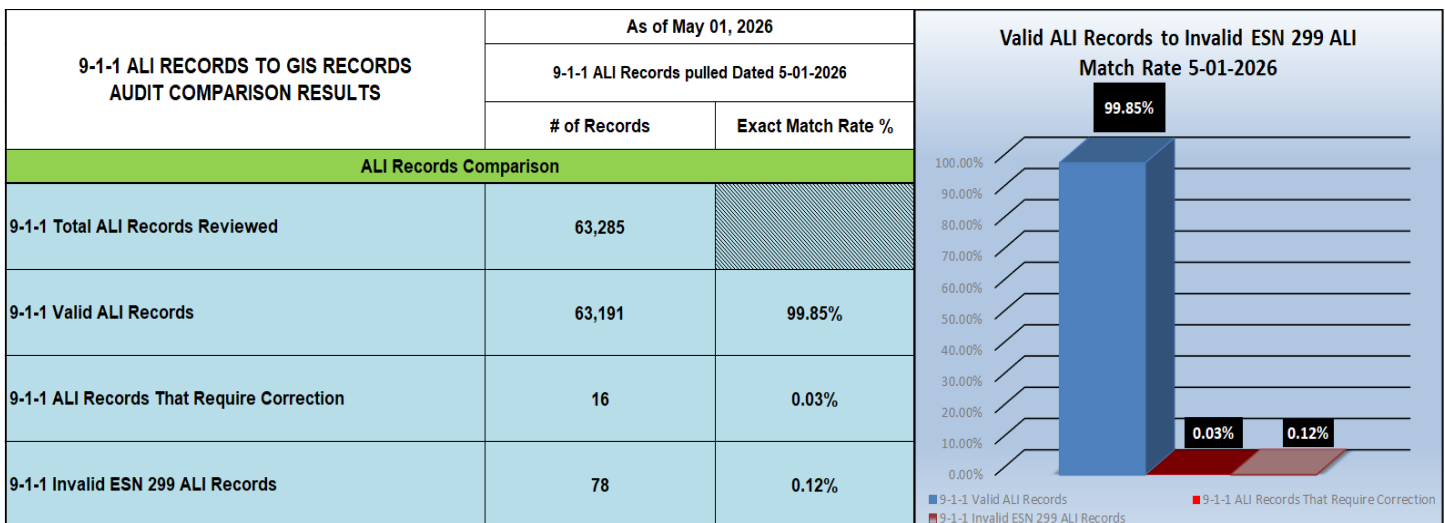 9-1-1 ALI RECORDS TO GIS RECORDS
AUDIT COMPARISON RESULTS
As of May 01, 2026
9-1-1 ALI Records pulled Dated 5-01-2026
# of Records
Exact Match Rate %
ALI Records Comparison
9-1-1 Total ALI Records Reviewed
63,285
9-1-1 Valid ALI Records
63,191
99.85%
9-1-1 ALI Records That Require Correction
16
0.03%
9-1-1 Invalid ESN 299 ALI Records
78
0.12%
Valid ALI Records to Invalid ESN 299 ALI
Match Rate 5-01-2026
99.85%
100.00%
90.00%
80.00%
70.00%
60.00%
50.00%
40.00%
30.00%
20.00%
10.00%
0.00%
0.03%
0.12%
9-1-1 Valid ALI Records
9-1-1 ALI Records That Require Correction
9-1-1 Invalid ESN 299 ALI Records